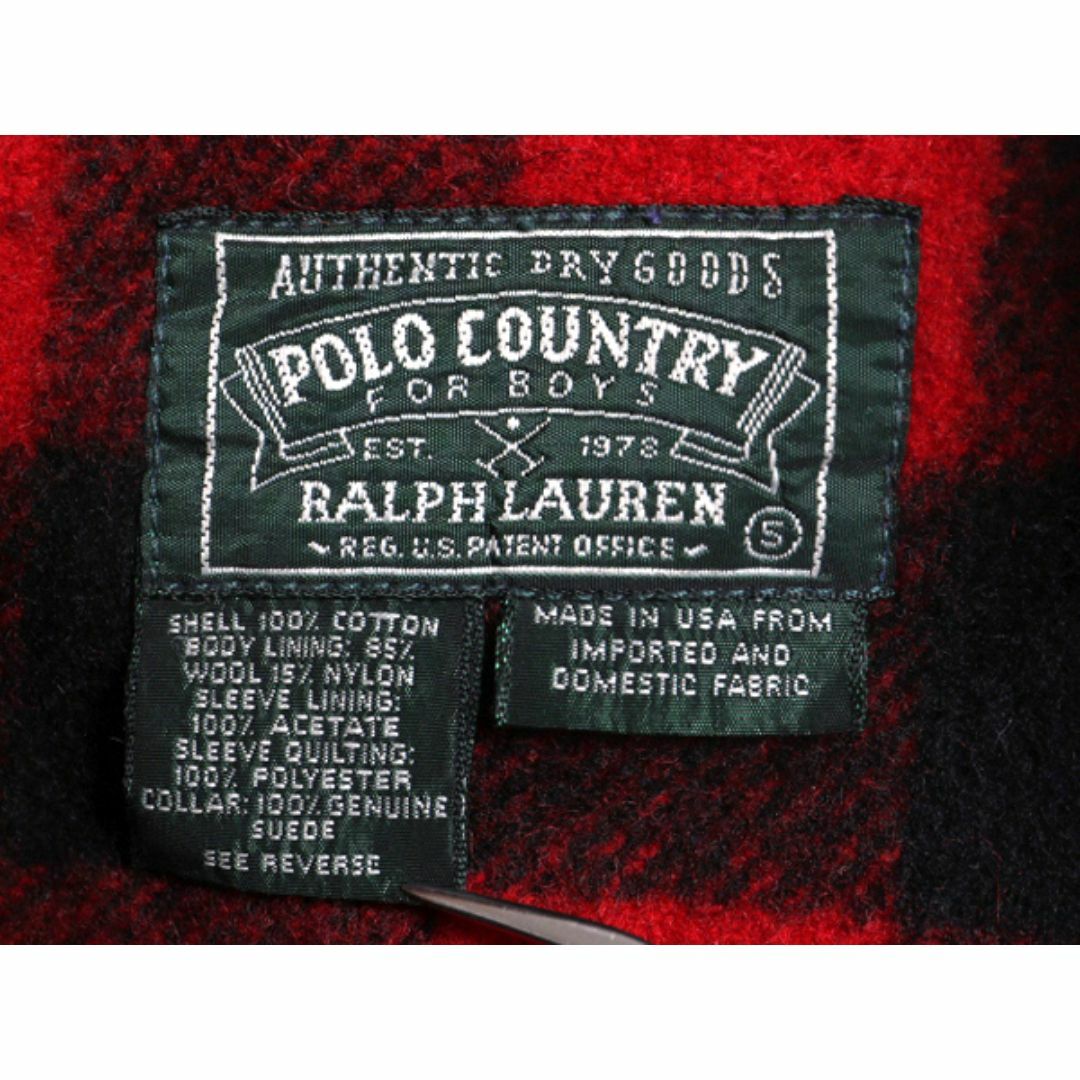 AUTHENTIC DRY GOODS
POLO COUNTRY
FOR BOYS
EST. 1978
RALPH LAUREN
REG. U.S. PATENT OFFICE
S
SHELL 100% COTTON
BODY LINING: 85%
WOOL 15% NYLON
SLEEVE LINING:
100% ACETATE
SLEEVE QUILTING:
100% POLYESTER
COLLAR: 100% GENUINE
SUEDE
SEE REVERSE
MADE IN USA FROM
IMPORTED AND
DOMESTIC FABRIC